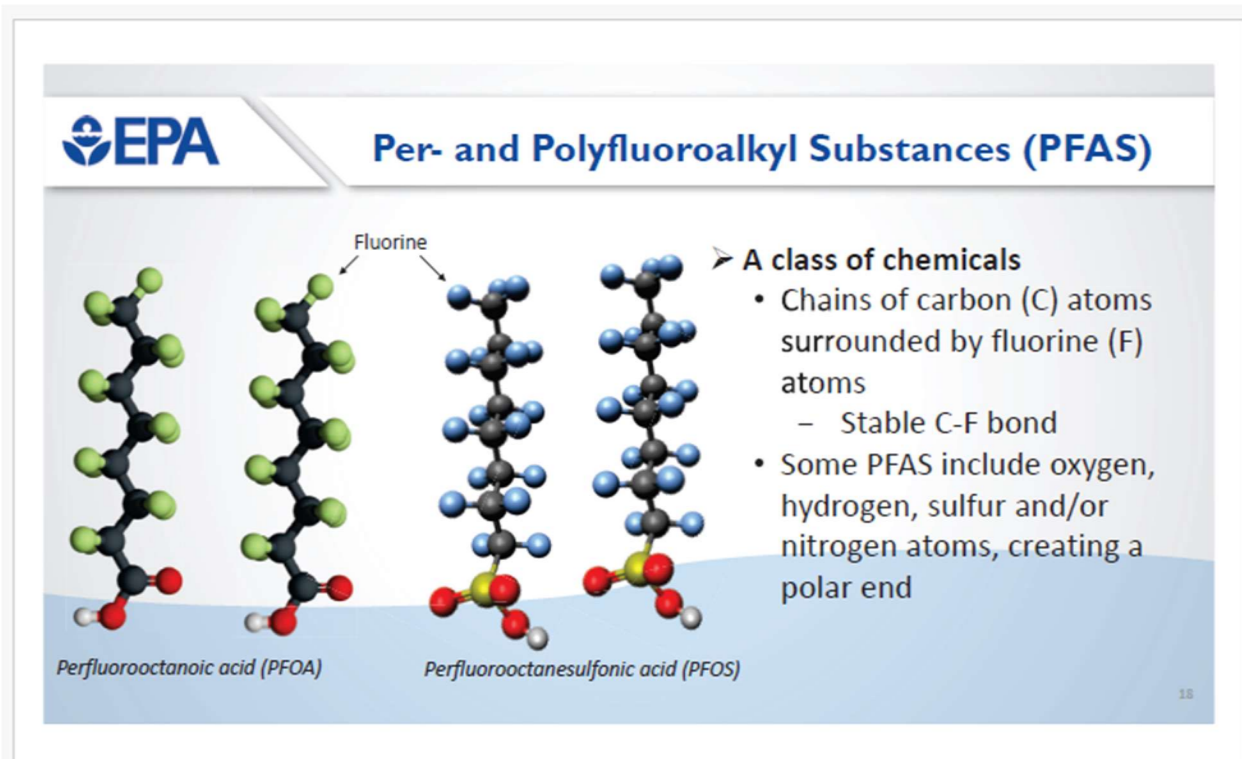 EPA
Per- and Polyfluoroalkyl Substances (PFAS)
Fluorine
➢ A class of chemicals
• Chains of carbon (C) atoms
surrounded by fluorine (F)
atoms
– Stable C-F bond
• Some PFAS include oxygen,
hydrogen, sulfur and/or
nitrogen atoms, creating a
polar end
Perfluorooctanoic acid (PFOA)
Perfluorooctanesulfonic acid (PFOS)
18